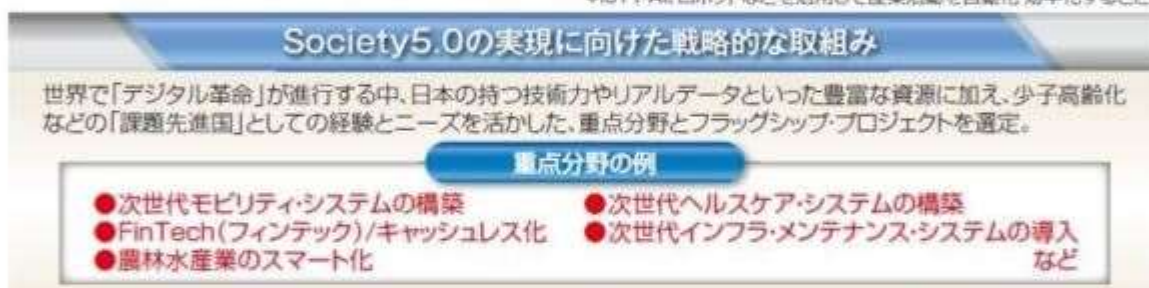 Society5.0の実現に向けた戦略的な取組み
世界で「デジタル革命」が進行する中、日本の持つ技術力やリアルデータといった豊富な資源に加え、少子高齢化
などの「課題先進国」としての経験とニーズを活かした、重点分野とフラッグシップ・プロジェクトを選定。
重点分野の例
●次世代モビリティ・システムの構築
●FinTech(フィンテック)/キャッシュレス化
●農林水産業のスマート化
●次世代ヘルスケア・システムの構築
●次世代インフラ・メンテナンス・システムの導入
など